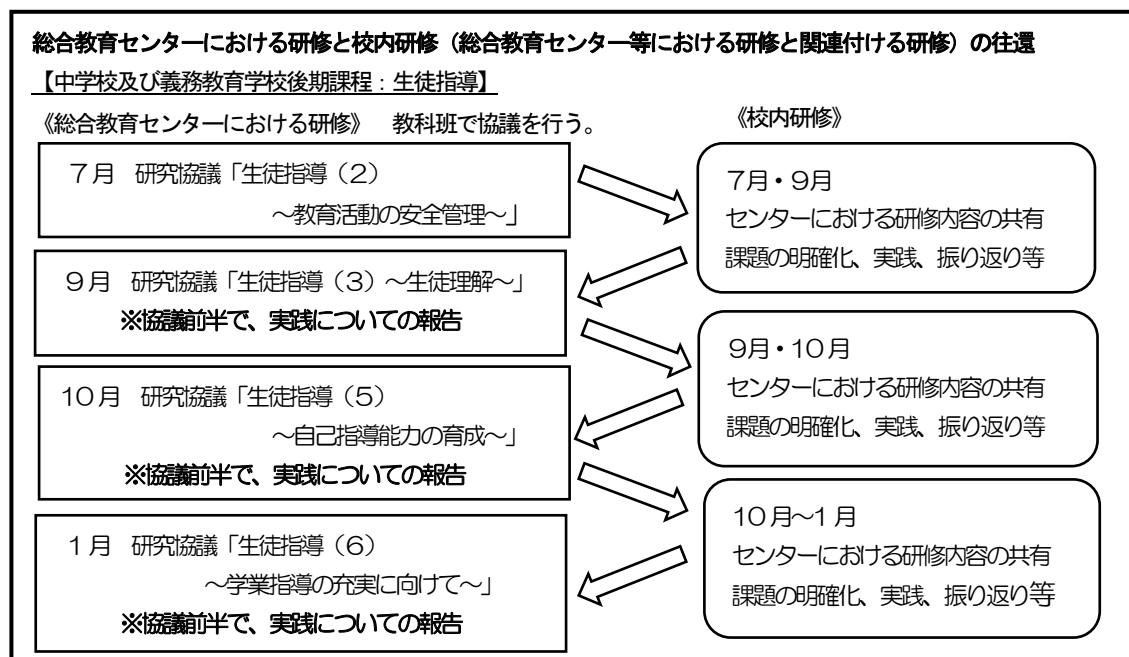 総合教育センターにおける研修と校内研修（総合教育センター等における研修と関連付ける研修）の往還
【中学校及び義務教育学校後期課程：生徒指導】
《総合教育センターにおける研修》　教科班で協議を行う。
《校内研修》
７月　研究協議「生徒指導（２）
～教育活動の安全管理～」
７月・９月
センターにおける研修内容の共有
課題の明確化、実践、振り返り等
９月　研究協議「生徒指導（３）～生徒理解～」
※協議前半で、実践についての報告
９月・１０月
センターにおける研修内容の共有
課題の明確化、実践、振り返り等
１０月　研究協議「生徒指導（５）
～自己指導能力の育成～」
※協議前半で、実践についての報告
１０月～１月
センターにおける研修内容の共有
課題の明確化、実践、振り返り等
１月　研究協議「生徒指導（６）
～学業指導の充実に向けて～」
※協議前半で、実践についての報告